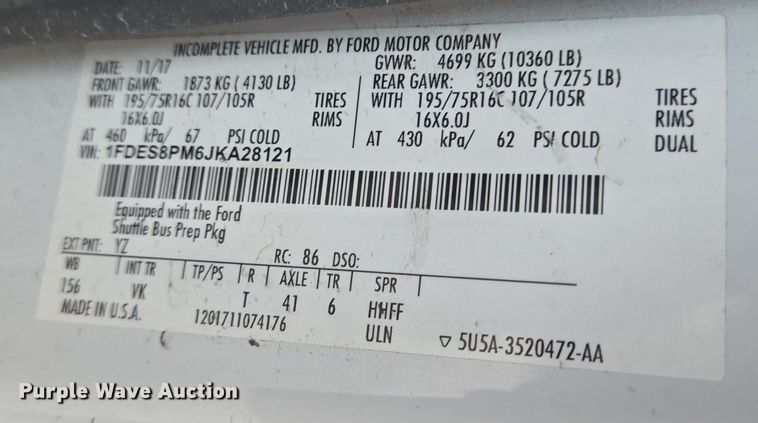 INCOMPLETE VEHICLE MFD. BY FORD MOTOR COMPANY
DATE: 11/17 GVWR: 4699 KG (10360 LB)
FRONT GAWR: 1873 KG (4130 LB) REAR GAWR: 3300 KG (7275 LB)
WITH 195/75R16C 107/105R TIRES WITH 195/75R16C 107/105R TIRES
16X6.0J RIMS 16X6.0J RIMS
AT 460 kPa/ 67 PSI COLD AT 430 kPa/ 62 PSI COLD DUAL
VIN: 1FDES8PM6JKA28121
Equipped with the Ford
Shuttle Bus Prep Pkg
EXT PNT: YZ RC: 86 DSO:
WB INT TR TP/PS R AXLE TR SPR
156 VK T 41 6 HHFF
MADE IN U.S.A. 1201711074176 ULN ▽ 5U5A-3520472-AA
Purple Wave Auction